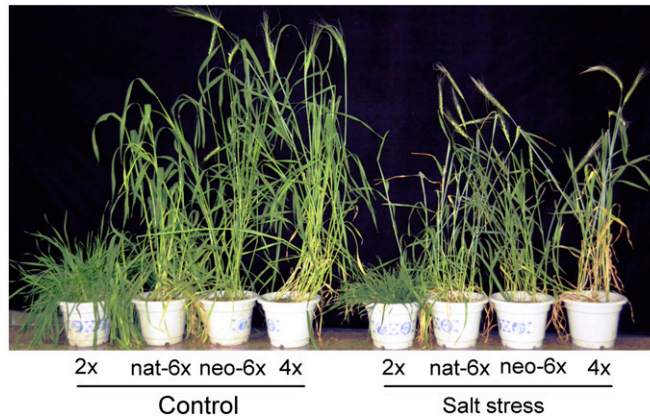 2x nat-6x neo-6x 4x 2x nat-6x neo-6x 4x
Control Salt stress